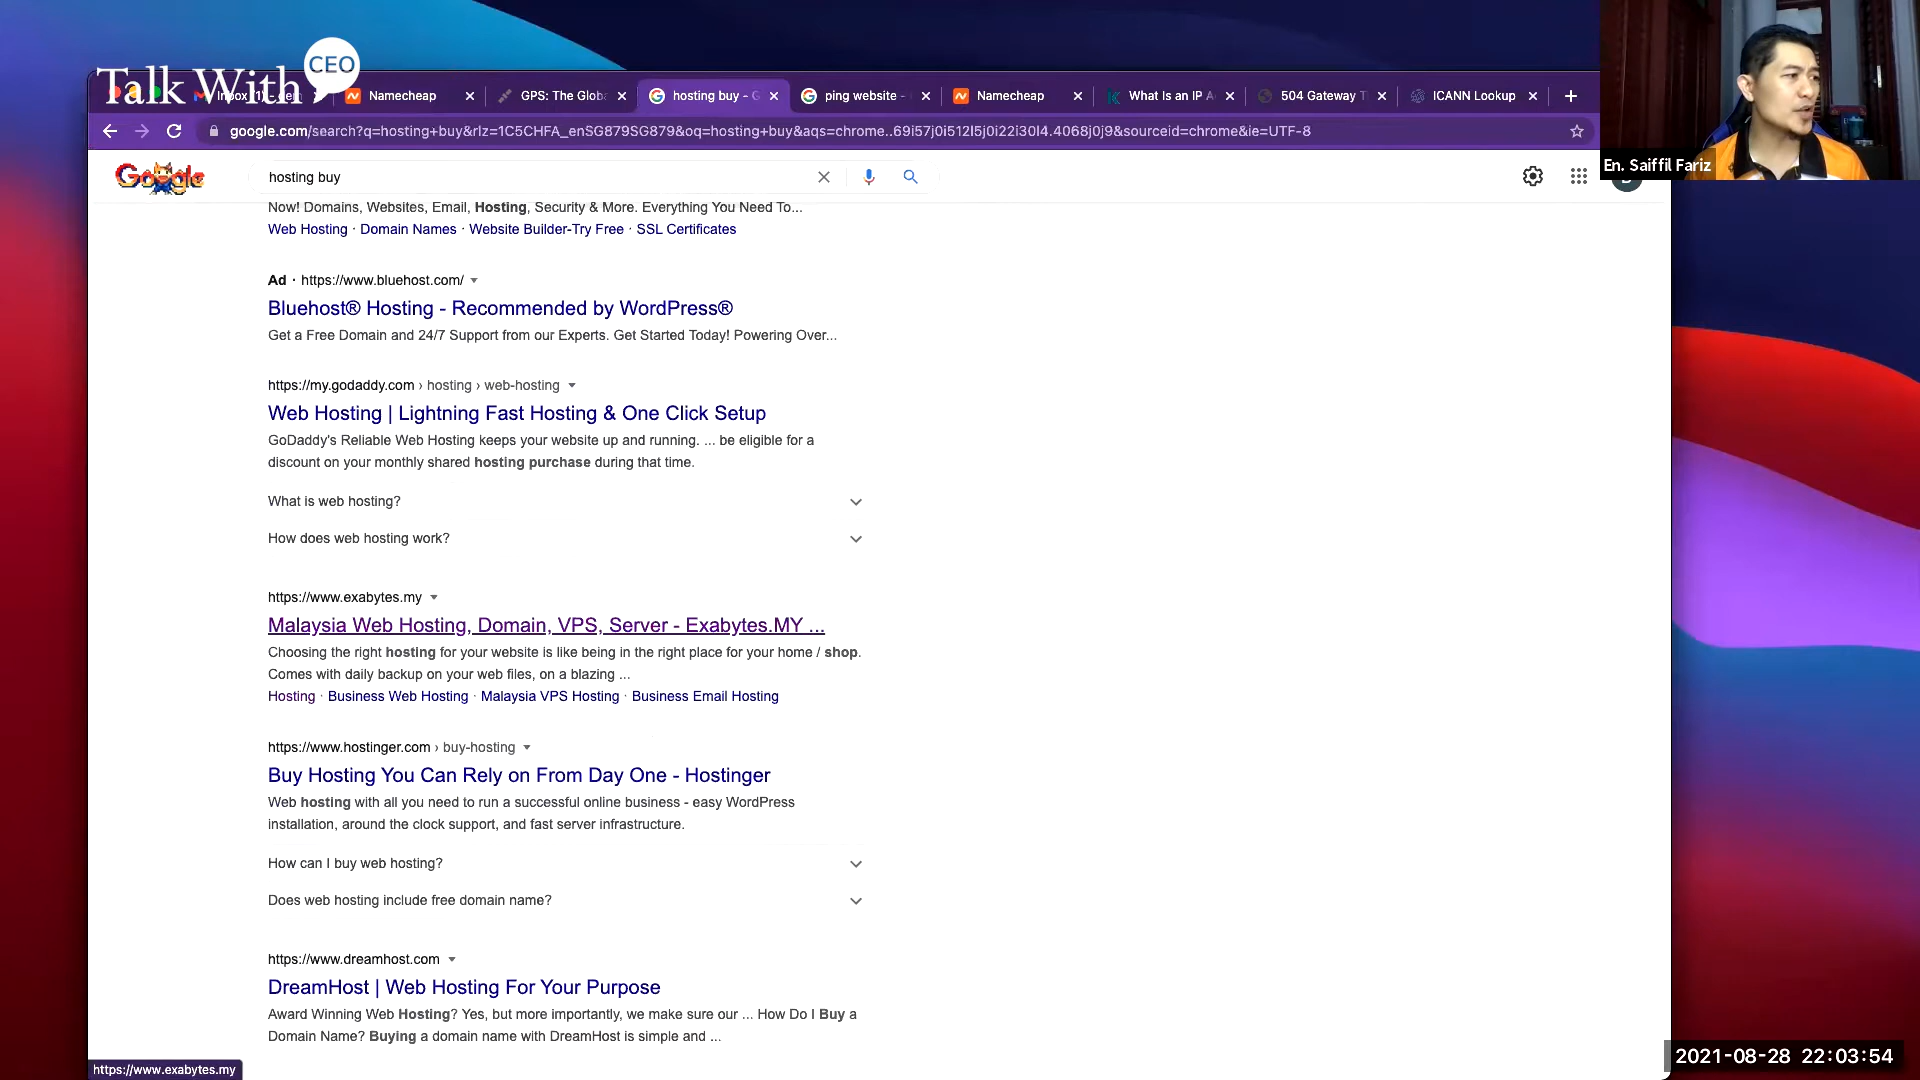 Talk With CEO
Inbox (1)
Namecheap
GPS: The Globa
hosting buy - G
ping website -
Namecheap
What Is an IP A
504 Gateway T
ICANN Lookup
google.com/search?q=hosting+buy&rlz=1C5CHFA_enSG879SG879&oq=hosting+buy&aqs=chrome..69i57j0i512l5j0i22i30l4.4068j0j9&sourceid=chrome&ie=UTF-8
En. Saiffil Fariz
Google
hosting buy
Now! Domains, Websites, Email, Hosting, Security & More. Everything You Need To...
Web Hosting · Domain Names · Website Builder-Try Free · SSL Certificates
Ad · https://www.bluehost.com/
Bluehost® Hosting - Recommended by WordPress®
Get a Free Domain and 24/7 Support from our Experts. Get Started Today! Powering Over...
https://my.godaddy.com › hosting › web-hosting
Web Hosting | Lightning Fast Hosting & One Click Setup
GoDaddy's Reliable Web Hosting keeps your website up and running. ... be eligible for a
discount on your monthly shared hosting purchase during that time.
What is web hosting?
How does web hosting work?
https://www.exabytes.my
Malaysia Web Hosting, Domain, VPS, Server - Exabytes.MY ...
Choosing the right hosting for your website is like being in the right place for your home / shop.
Comes with daily backup on your web files, on a blazing ...
Hosting · Business Web Hosting · Malaysia VPS Hosting · Business Email Hosting
https://www.hostinger.com › buy-hosting
Buy Hosting You Can Rely on From Day One - Hostinger
Web hosting with all you need to run a successful online business - easy WordPress
installation, around the clock support, and fast server infrastructure.
How can I buy web hosting?
Does web hosting include free domain name?
https://www.dreamhost.com
DreamHost | Web Hosting For Your Purpose
Award Winning Web Hosting? Yes, but more importantly, we make sure our ... How Do I Buy a
Domain Name? Buying a domain name with DreamHost is simple and ...
https://www.exabytes.my
2021-08-28 22:03:54